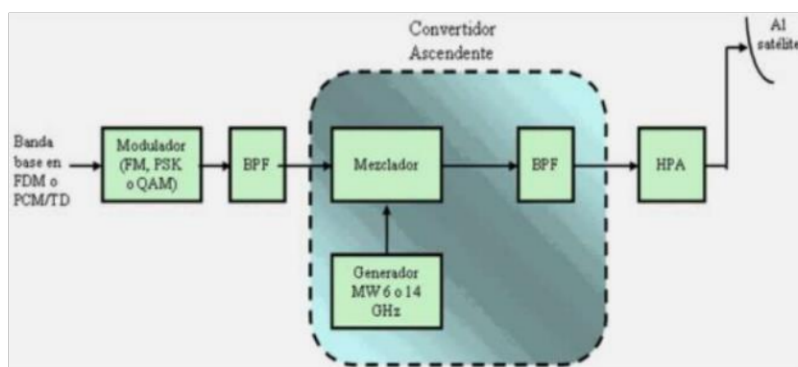 Convertidor
Ascendente
Al
satélite
Banda
base en
FDM o
PCM/TD
Modulador
(FM, PSK
o QAM)
BPF
Mezclador
BPF
HPA
Generador
MW 6 o 14
GHz